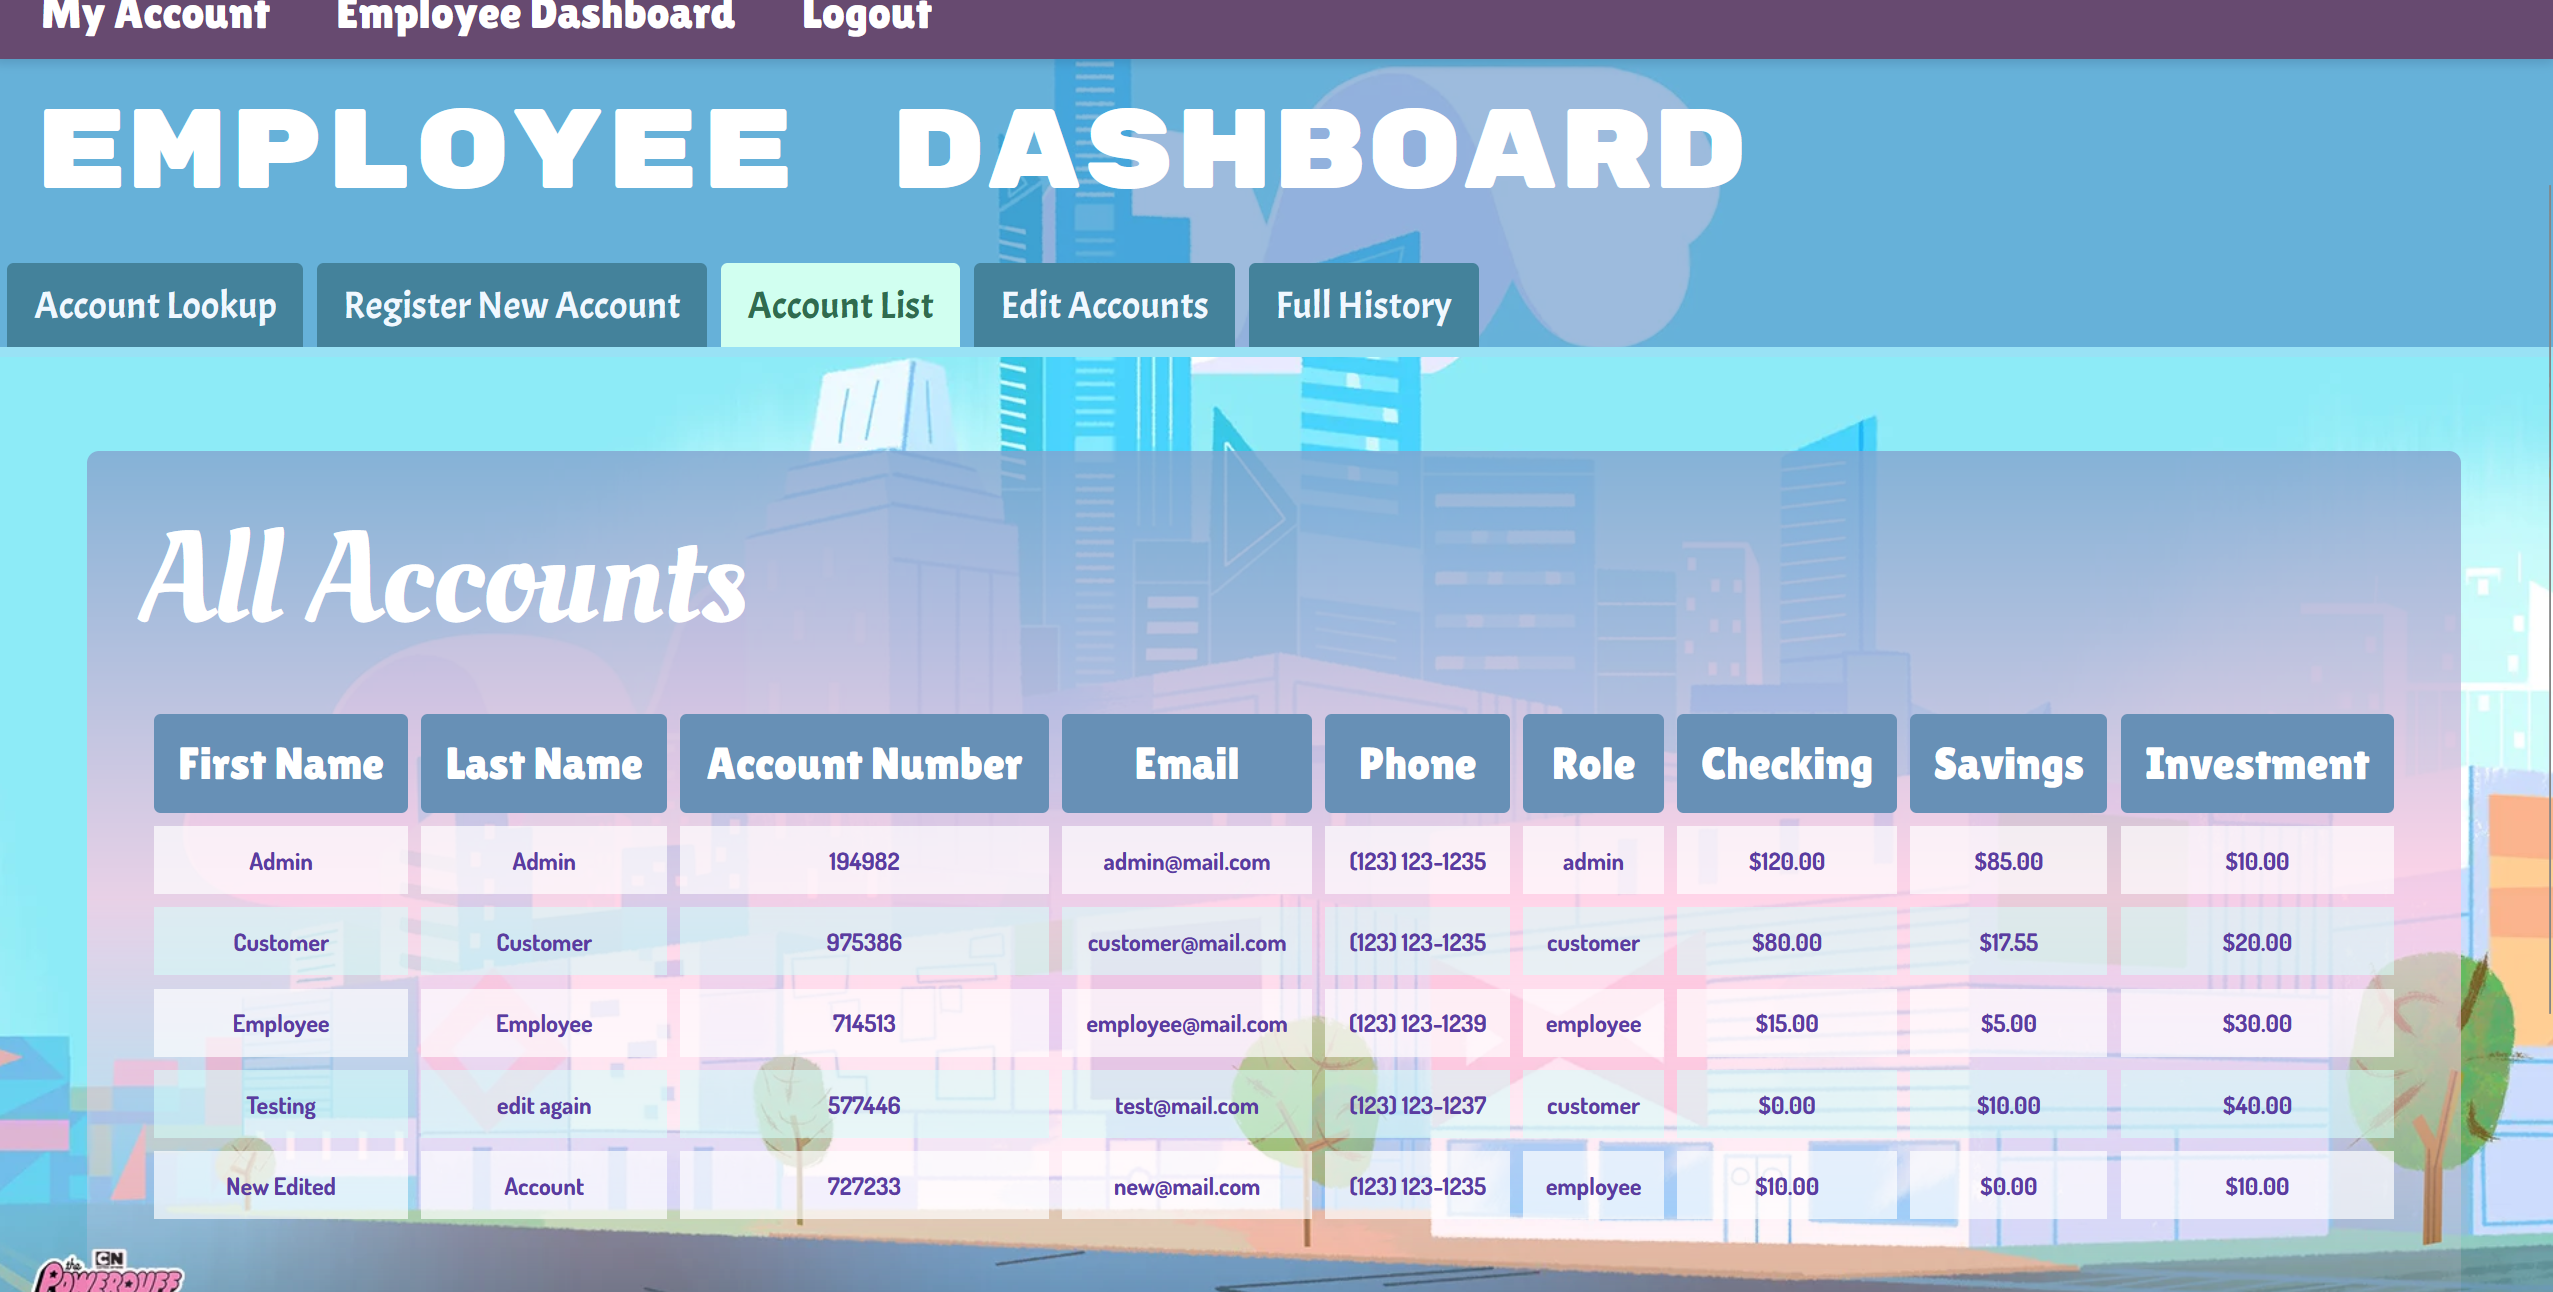 My Account Employee Dashboard Logout
EMPLOYEE DASHBOARD
Account Lookup Register New Account Account List Edit Accounts Full History
All Accounts
First Name Last Name Account Number Email Phone Role Checking Savings Investment
Admin Admin 194982 admin@mail.com (123) 123-1235 admin $120.00 $85.00 $10.00
Customer Customer 975386 customer@mail.com (123) 123-1235 customer $80.00 $17.55 $20.00
Employee Employee 714513 employee@mail.com (123) 123-1239 employee $15.00 $5.00 $30.00
Testing edit again 577446 test@mail.com (123) 123-1237 customer $0.00 $10.00 $40.00
New Edited Account 727233 new@mail.com (123) 123-1235 employee $10.00 $0.00 $10.00
CN
the
POWERPUFF